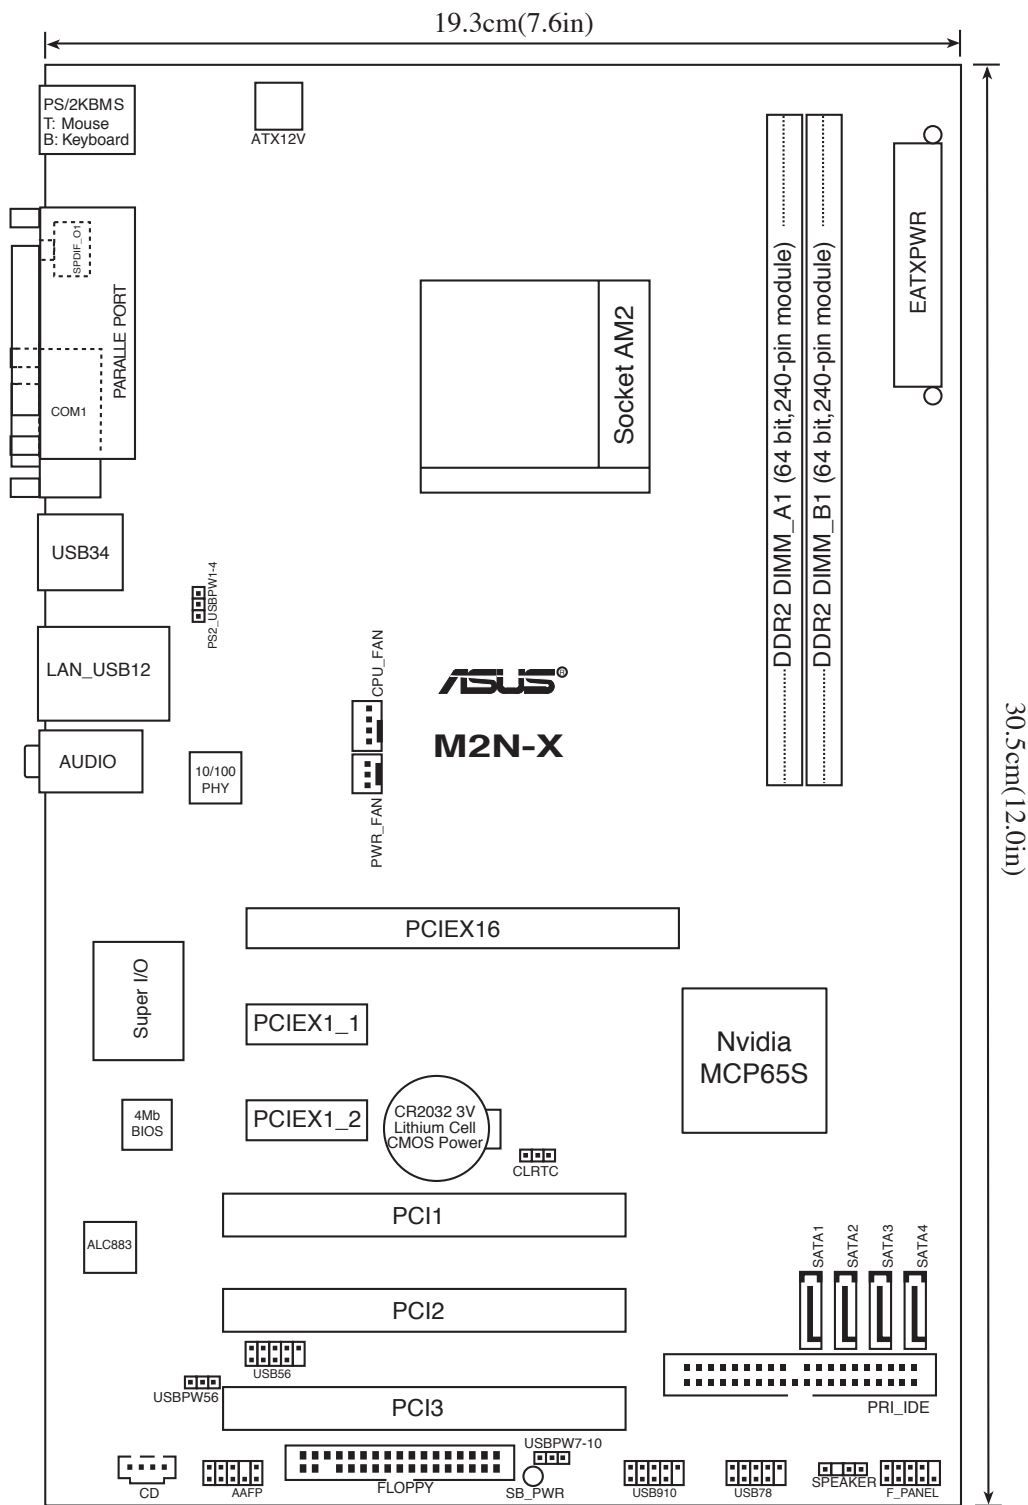 19.3cm(7.6in)
PS/2KBMS
T: Mouse
B: Keyboard
ATX12V
SPDIF_O1
PARALLE PORT
COM1
Socket AM2
DDR2 DIMM_A1 (64 bit,240-pin module)
DDR2 DIMM_B1 (64 bit,240-pin module)
EATXPWR
USB34
PS2_USBPW1-4
LAN_USB12
CPU_FAN
ASUS®
M2N-X
30.5cm(12.0in)
AUDIO
10/100
PHY
PWR_FAN
PCIEX16
Super I/O
PCIEX1_1
Nvidia
MCP65S
4Mb
BIOS
PCIEX1_2
CR2032 3V
Lithium Cell
CMOS Power
CLRTC
PCI1
ALC883
SATA1
SATA2
SATA3
SATA4
PCI2
USB56
USBPW56
PCI3
PRI_IDE
USBPW7-10
CD
AAFP
FLOPPY
SB_PWR
USB910
USB78
SPEAKER
F_PANEL